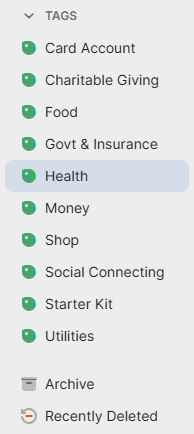 TAGS
Card Account
Charitable Giving
Food
Govt & Insurance
Health
Money
Shop
Social Connecting
Starter Kit
Utilities
Archive
Recently Deleted